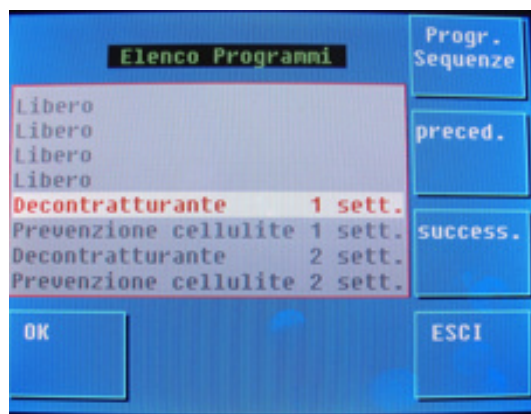 Elenco Programmi
Progr.
Sequenze
Libero
Libero
Libero
Libero
Decontratturante 1 sett.
Prevenzione cellulite 1 sett.
Decontratturante 2 sett.
Prevenzione cellulite 2 sett.
preced.
success.
OK
ESCI